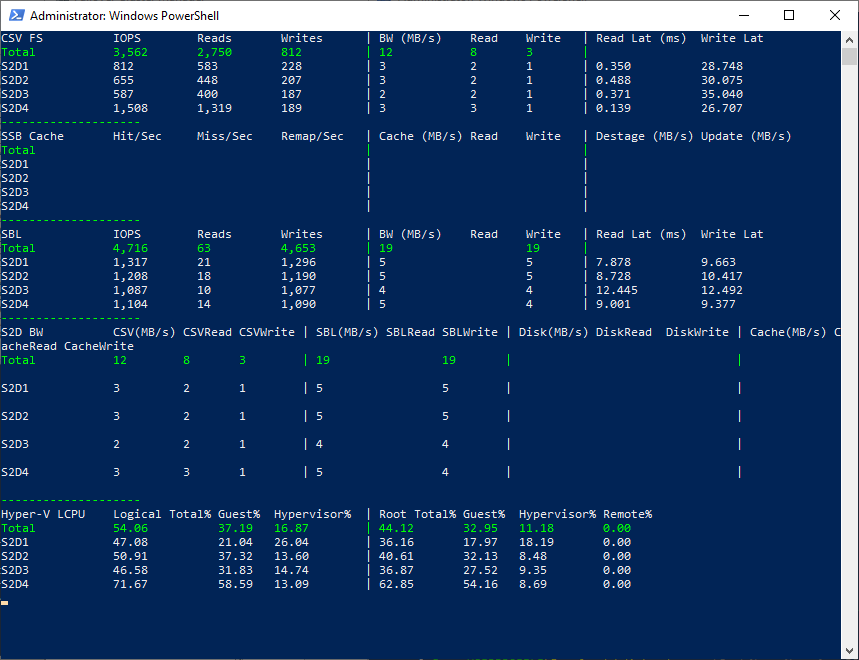 Administrator: Windows PowerShell
CSV FS IOPS Reads Writes | BW (MB/s) Read Write | Read Lat (ms) Write Lat
Total 3,562 2,750 812 | 12 8 3 |
S2D1 812 583 228 | 3 2 1 | 0.350 28.748
S2D2 655 448 207 | 3 2 1 | 0.488 30.075
S2D3 587 400 187 | 2 2 1 | 0.371 35.040
S2D4 1,508 1,319 189 | 3 3 1 | 0.139 26.707
--------------------
SSB Cache Hit/Sec Miss/Sec Remap/Sec | Cache (MB/s) Read Write | Destage (MB/s) Update (MB/s)
Total | |
S2D1 | |
S2D2 | |
S2D3 | |
S2D4 | |
--------------------
SBL IOPS Reads Writes | BW (MB/s) Read Write | Read Lat (ms) Write Lat
Total 4,716 63 4,653 | 19 19 |
S2D1 1,317 21 1,296 | 5 5 | 7.878 9.663
S2D2 1,208 18 1,190 | 5 5 | 8.728 10.417
S2D3 1,087 10 1,077 | 4 4 | 12.445 12.492
S2D4 1,104 14 1,090 | 5 4 | 9.001 9.377
--------------------
S2D BW CSV(MB/s) CSVRead CSVWrite | SBL(MB/s) SBLRead SBLWrite | Disk(MB/s) DiskRead DiskWrite | Cache(MB/s) C
acheRead CacheWrite
Total 12 8 3 | 19 19 | |
S2D1 3 2 1 | 5 5 | |
S2D2 3 2 1 | 5 5 | |
S2D3 2 2 1 | 4 4 | |
S2D4 3 3 1 | 5 4 | |
--------------------
Hyper-V LCPU Logical Total% Guest% Hypervisor% | Root Total% Guest% Hypervisor% Remote%
Total 54.06 37.19 16.87 | 44.12 32.95 11.18 0.00
S2D1 47.08 21.04 26.04 | 36.16 17.97 18.19 0.00
S2D2 50.91 37.32 13.60 | 40.61 32.13 8.48 0.00
S2D3 46.58 31.83 14.74 | 36.87 27.52 9.35 0.00
S2D4 71.67 58.59 13.09 | 62.85 54.16 8.69 0.00